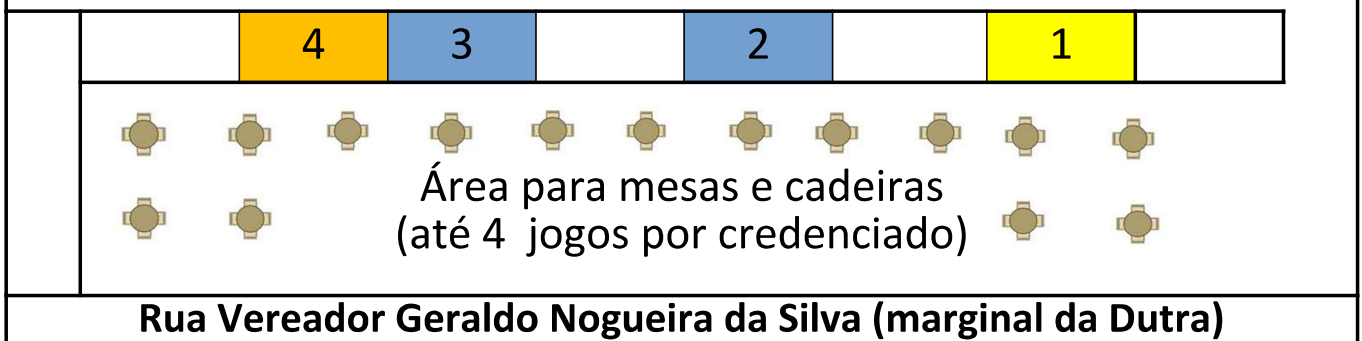 4 3 2 1
Área para mesas e cadeiras
(até 4 jogos por credenciado)
Rua Vereador Geraldo Nogueira da Silva (marginal da Dutra)